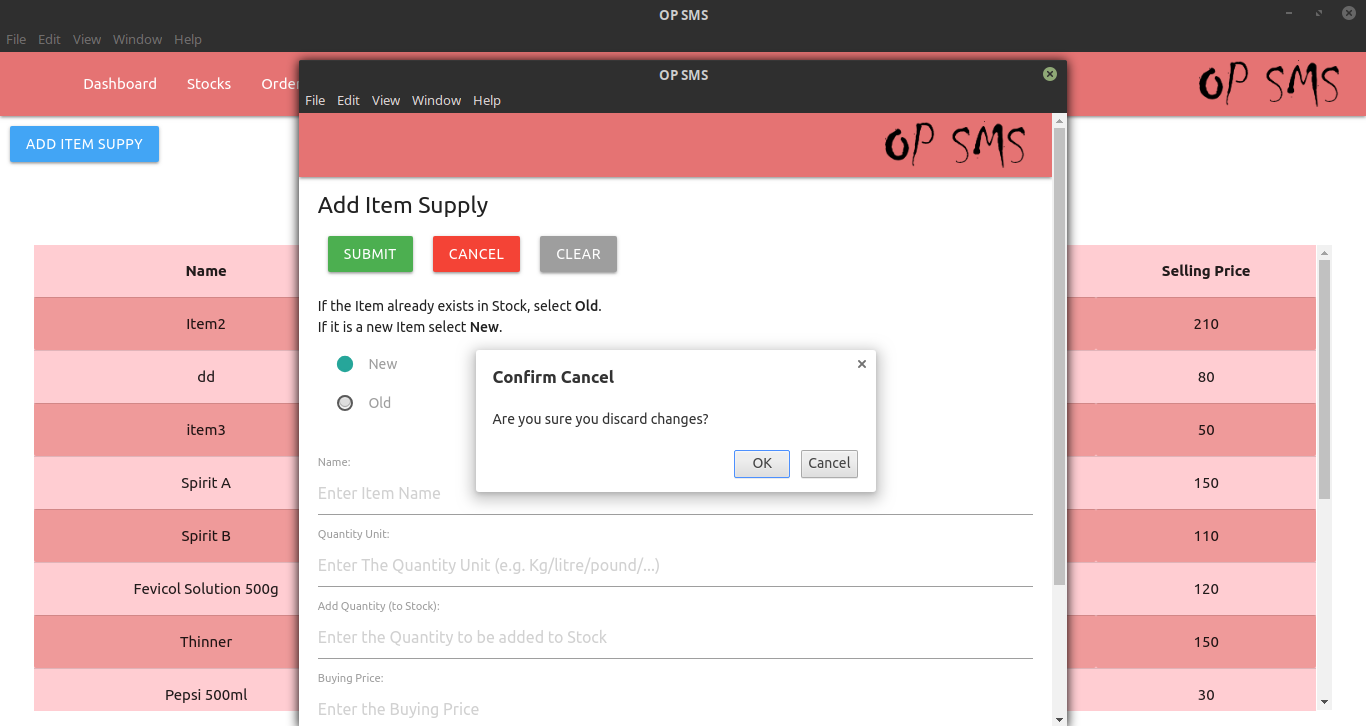 OP SMS
File Edit View Window Help
Dashboard Stocks Order
OP SMS
ADD ITEM SUPPY
Name Selling Price
Item2 210
dd 80
item3 50
Spirit A 150
Spirit B 110
Fevicol Solution 500g 120
Thinner 150
Pepsi 500ml 30
OP SMS
File Edit View Window Help
OP SMS
Add Item Supply
SUBMIT CANCEL CLEAR
If the Item already exists in Stock, select Old.
If it is a new Item select New.
New
Old
Name:
Enter Item Name
Quantity Unit:
Enter The Quantity Unit (e.g. Kg/litre/pound/...)
Add Quantity (to Stock):
Enter the Quantity to be added to Stock
Buying Price:
Enter the Buying Price
Confirm Cancel
Are you sure you discard changes?
OK Cancel